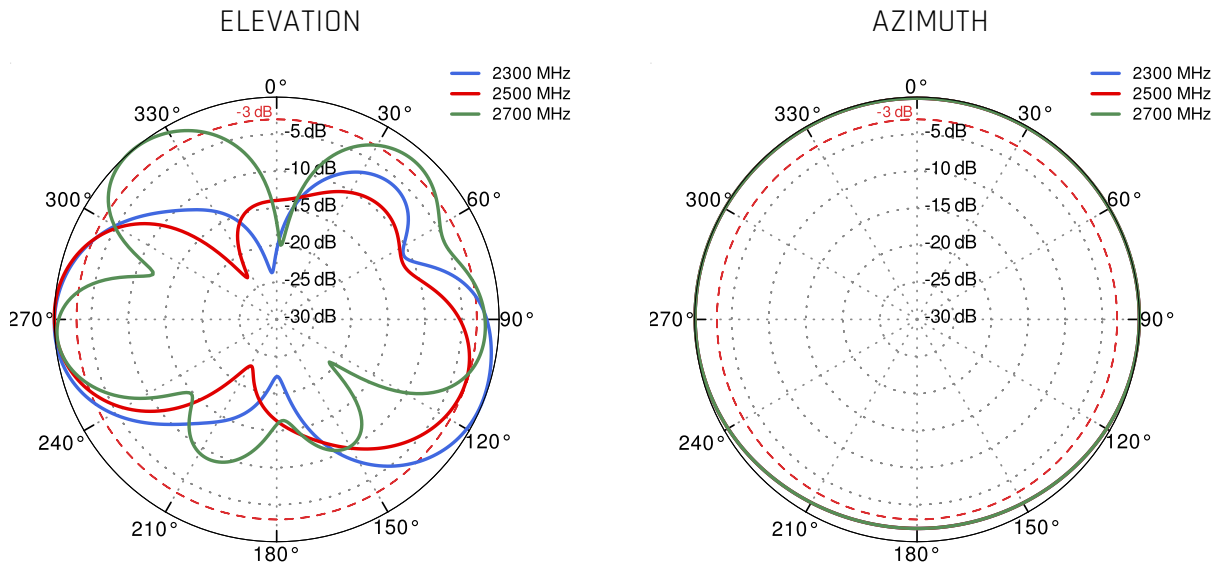 ELEVATION
2300 MHz
2500 MHz
2700 MHz
0°
330°
-3 dB
30°
-5 dB
-10 dB
300°
60°
-15 dB
-20 dB
-25 dB
270°
-30 dB
90°
240°
120°
210°
150°
180°
AZIMUTH
2300 MHz
2500 MHz
2700 MHz
0°
330°
-3 dB
30°
-5 dB
-10 dB
300°
60°
-15 dB
-20 dB
-25 dB
270°
-30 dB
90°
240°
120°
210°
150°
180°